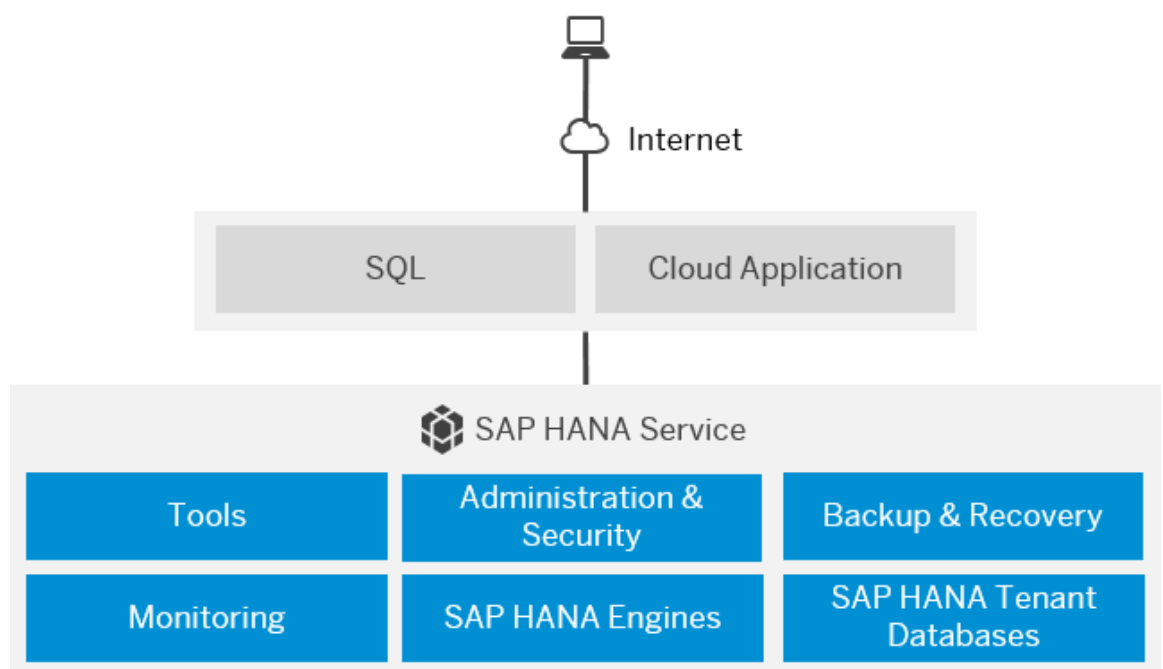 Internet
SQL
Cloud Application
SAP HANA Service
Tools
Administration &
Security
Backup & Recovery
Monitoring
SAP HANA Engines
SAP HANA Tenant
Databases